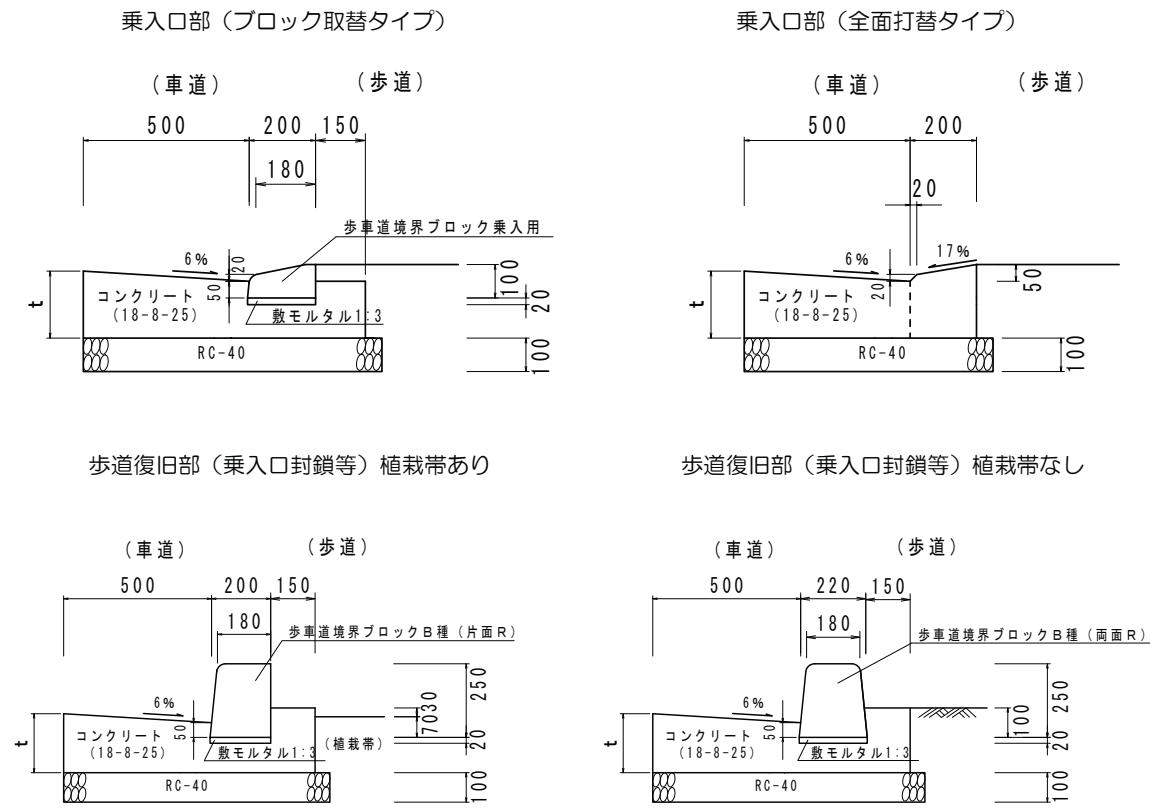 乗入口部（ブロック取替タイプ）
（車道）
（歩道）
500
200
150
180
歩車道境界ブロック乗入用
6%
20
50
100
20
t
コンクリート
(18-8-25)
敷モルタル1:3
RC-40
100
乗入口部（全面打替タイプ）
（車道）
（歩道）
500
200
20
6%
17%
20
50
t
コンクリート
(18-8-25)
RC-40
100
歩道復旧部（乗入口封鎖等）植栽帯あり
（車道）
（歩道）
500
200
150
180
歩車道境界ブロックB種（片面R）
6%
50
30
70
250
20
t
コンクリート
(18-8-25)
敷モルタル1:3
（植栽帯）
RC-40
100
歩道復旧部（乗入口封鎖等）植栽帯なし
（車道）
（歩道）
500
220
150
180
歩車道境界ブロックB種（両面R）
6%
50
100
250
20
t
コンクリート
(18-8-25)
敷モルタル1:3
RC-40
100